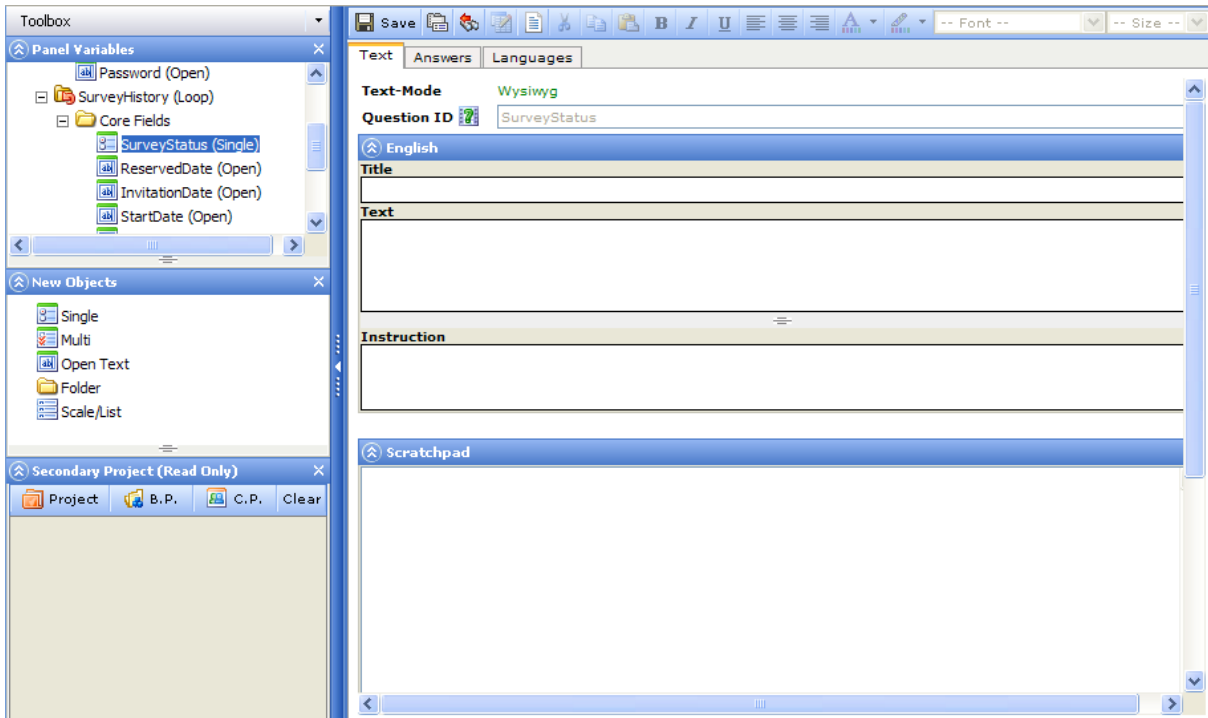 Toolbox
Panel Variables
Password (Open)
SurveyHistory (Loop)
Core Fields
SurveyStatus (Single)
ReservedDate (Open)
InvitationDate (Open)
StartDate (Open)
New Objects
Single
Multi
Open Text
Folder
Scale/List
Secondary Project (Read Only)
Project B.P. C.P. Clear
Save B I U A -- Font -- -- Size --
Text Answers Languages
Text-Mode Wysiwyg
Question ID ? SurveyStatus
English
Title
Text
Instruction
Scratchpad